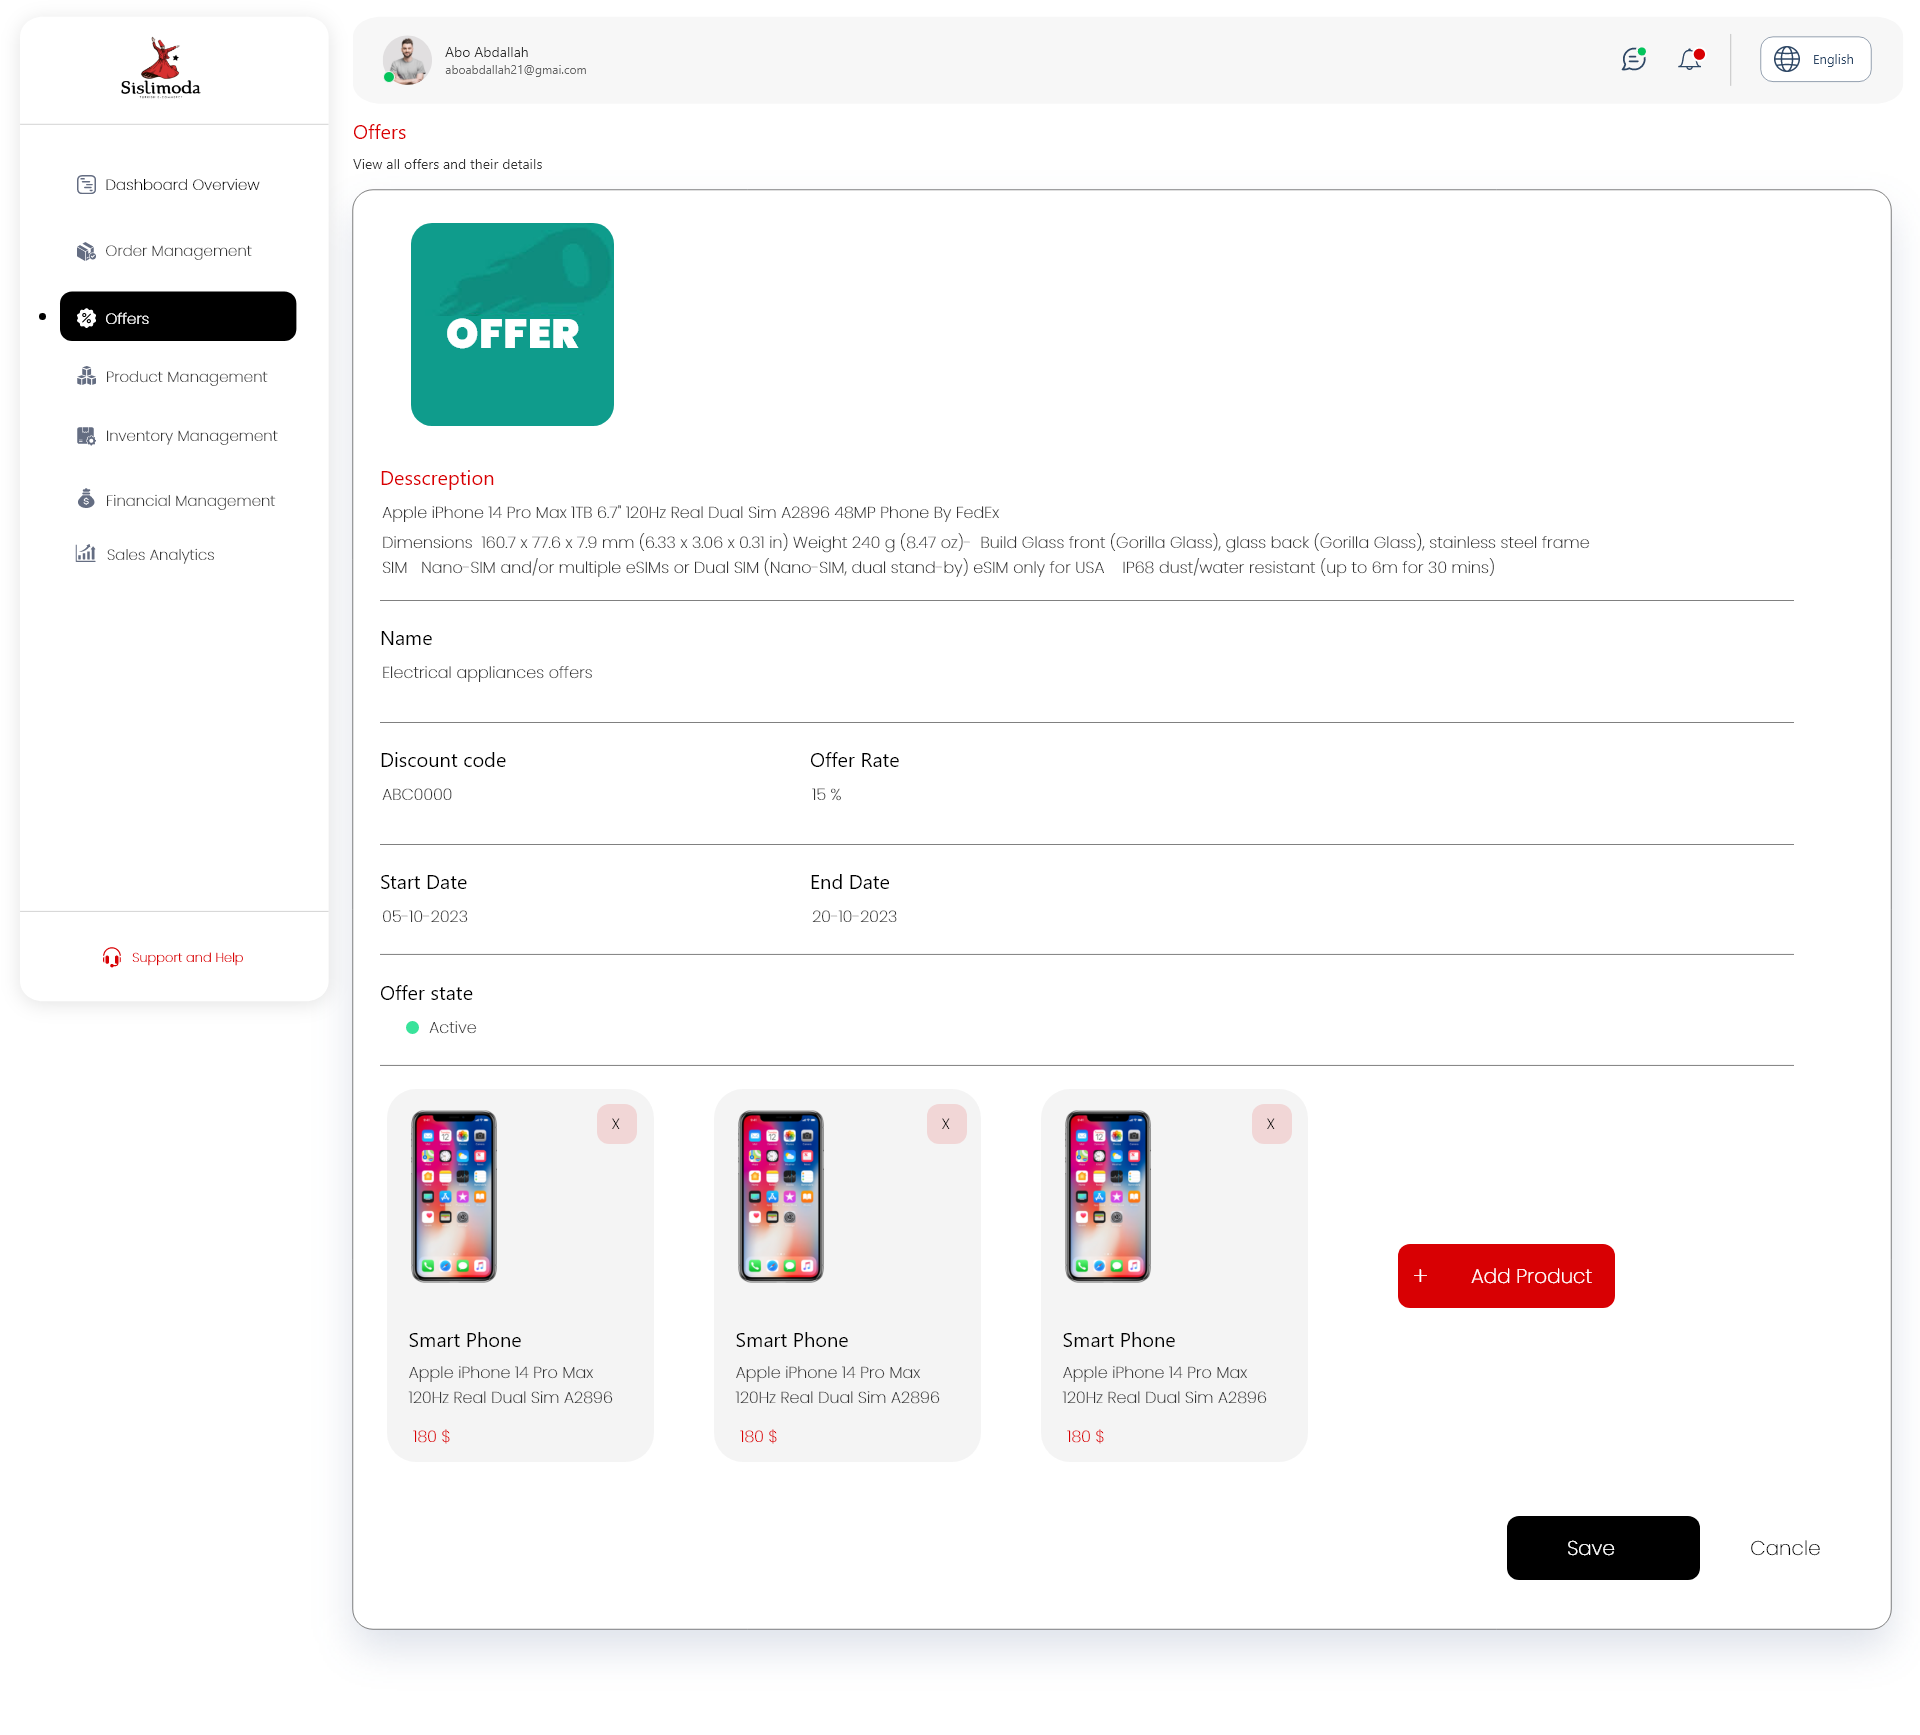 Sislimoda
Dashboard Overview
Order Management
Offers
Product Management
Inventory Management
Financial Management
Sales Analytics
Support and Help
Abo Abdallah
aboabdallah21@gmai.com
English
Offers
View all offers and their details
OFFER
Desscreption
Apple iPhone 14 Pro Max 1TB 6.7" 120Hz Real Dual Sim A2896 48MP Phone By FedEx
Dimensions 160.7 x 77.6 x 7.9 mm (6.33 x 3.06 x 0.31 in) Weight 240 g (8.47 oz)- Build Glass front (Gorilla Glass), glass back (Gorilla Glass), stainless steel frame
SIM Nano-SIM and/or multiple eSIMs or Dual SIM (Nano-SIM, dual stand-by) eSIM only for USA IP68 dust/water resistant (up to 6m for 30 mins)
Name
Electrical appliances offers
Discount code
ABC0000
Offer Rate
15 %
Start Date
05-10-2023
End Date
20-10-2023
Offer state
Active
X
Smart Phone
Apple iPhone 14 Pro Max
120Hz Real Dual Sim A2896
180 $
X
Smart Phone
Apple iPhone 14 Pro Max
120Hz Real Dual Sim A2896
180 $
X
Smart Phone
Apple iPhone 14 Pro Max
120Hz Real Dual Sim A2896
180 $
+ Add Product
Save
Cancle